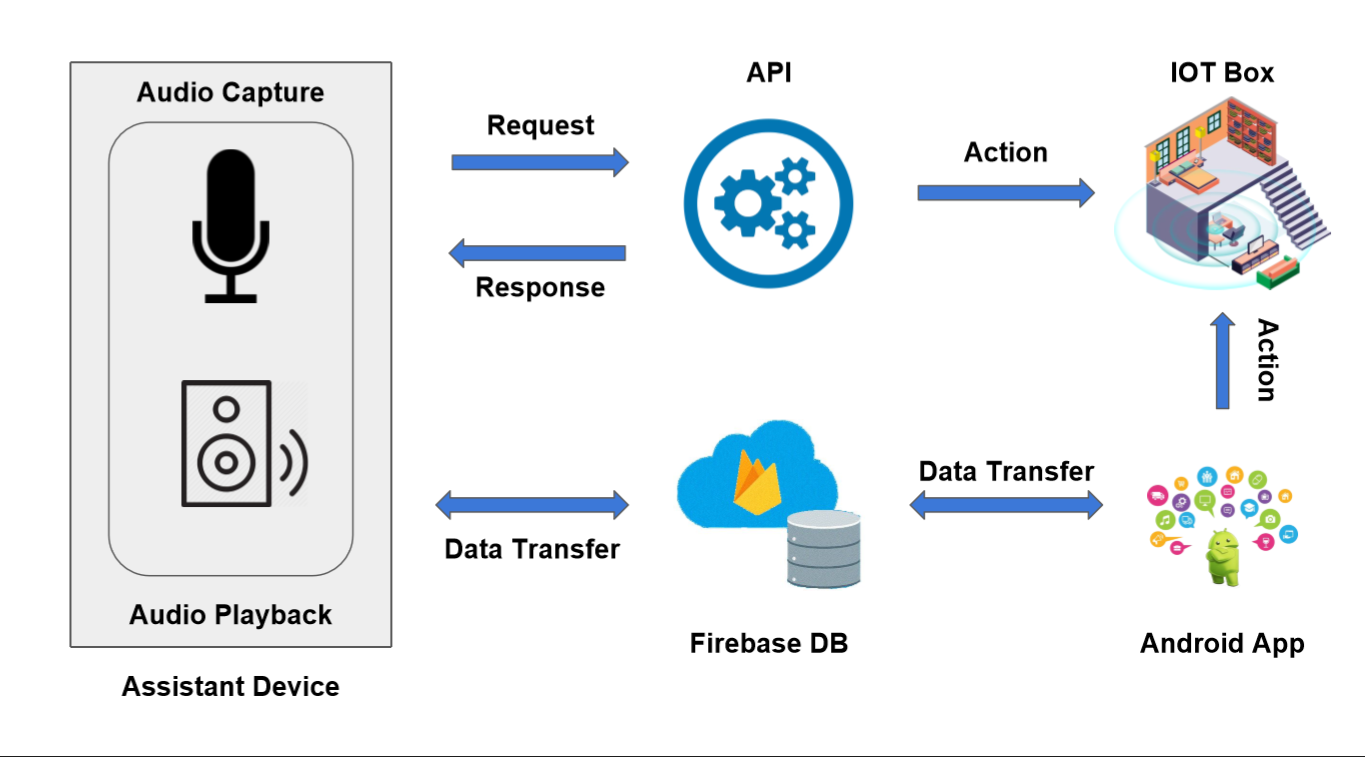 Audio Capture
Audio Playback
Assistant Device
Request
Response
Data Transfer
API
Firebase DB
Action
Data Transfer
IOT Box
Action
Android App